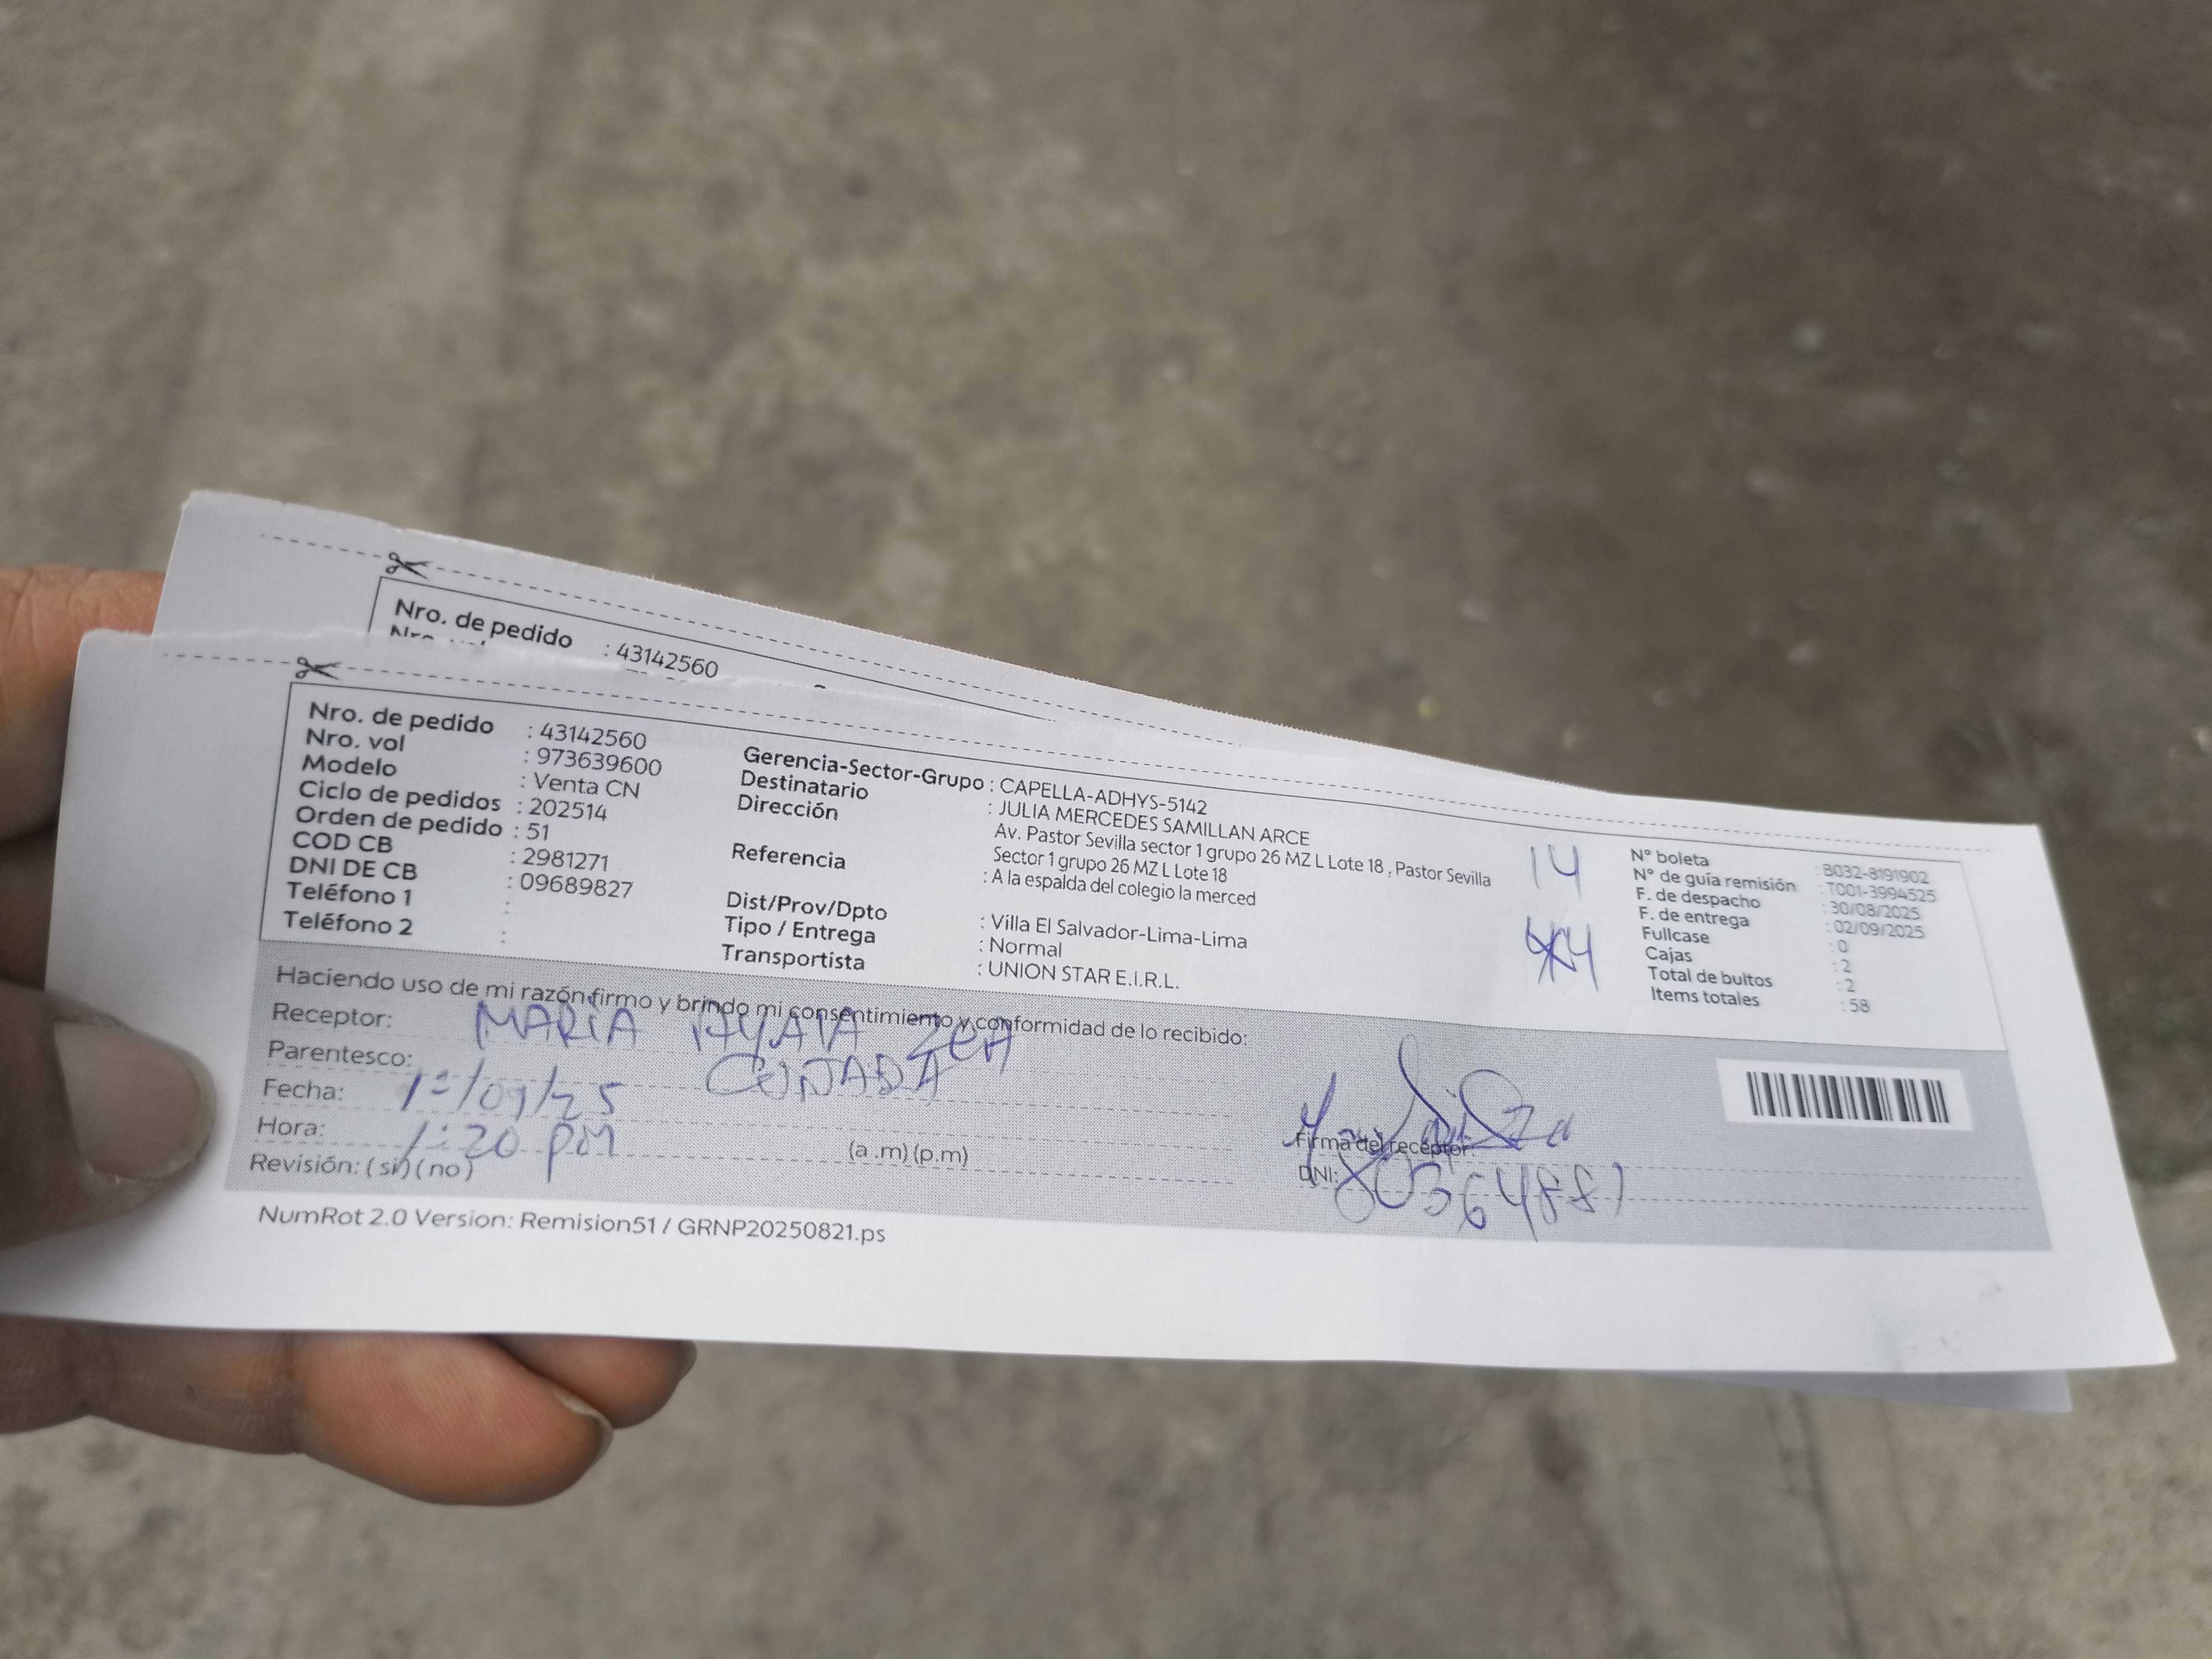 Nro. de pedido : 43142560
Nro. de pedido : 43142560
Nro. vol : 973639600
Modelo : Venta CN
Ciclo de pedidos : 202514
Orden de pedido : 51
COD CB : 2981271
DNI DE CB : 09689827
Teléfono 1 :
Teléfono 2 :
Gerencia-Sector-Grupo : CAPELLA-ADHYS-5142
Destinatario : JULIA MERCEDES SAMILLAN ARCE
Dirección Av. Pastor Sevilla sector 1 grupo 26 MZ L Lote 18 , Pastor Sevilla
Sector 1 grupo 26 MZ L Lote 18
Referencia : A la espalda del colegio la merced
Dist/Prov/Dpto : Villa El Salvador-Lima-Lima
Tipo / Entrega : Normal
Transportista : UNION STAR E.I.R.L.
14
N° boleta : B032-8191902
N° de guía remisión : T001-3994525
F. de despacho : 30/08/2025
F. de entrega : 02/09/2025
Fullcase : 0
Cajas : 2
Total de bultos : 2
Items totales : 58
Haciendo uso de mi razón firmo y brindo mi consentimiento y conformidad de lo recibido:
Receptor: MARIA AYALA ZEA
Parentesco: CUÑADA
Fecha: 1=/09/25
Hora: 1:20 pm (a .m) (p.m)
Revisión: ( si) ( no )
Firma del receptor:
DNI: 80364887
NumRot 2.0 Version: Remision51 / GRNP20250821.ps